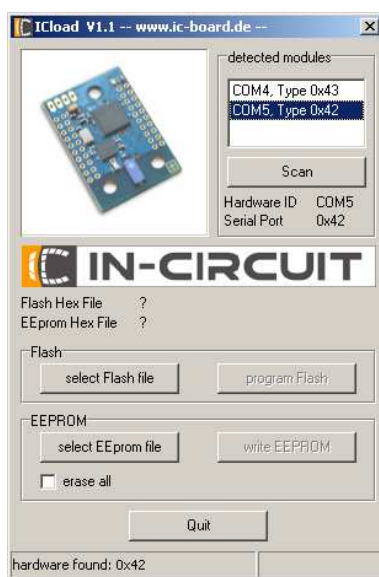 ICload V1.1 -- www.ic-board.de --
detected modules
COM4, Type 0x43
COM5, Type 0x42
Scan
Hardware ID COM5
Serial Port 0x42
IN-CIRCUIT
Flash Hex File ?
EEprom Hex File ?
Flash
select Flash file program Flash
EEPROM
select EEprom file write EEPROM
erase all
Quit
hardware found: 0x42